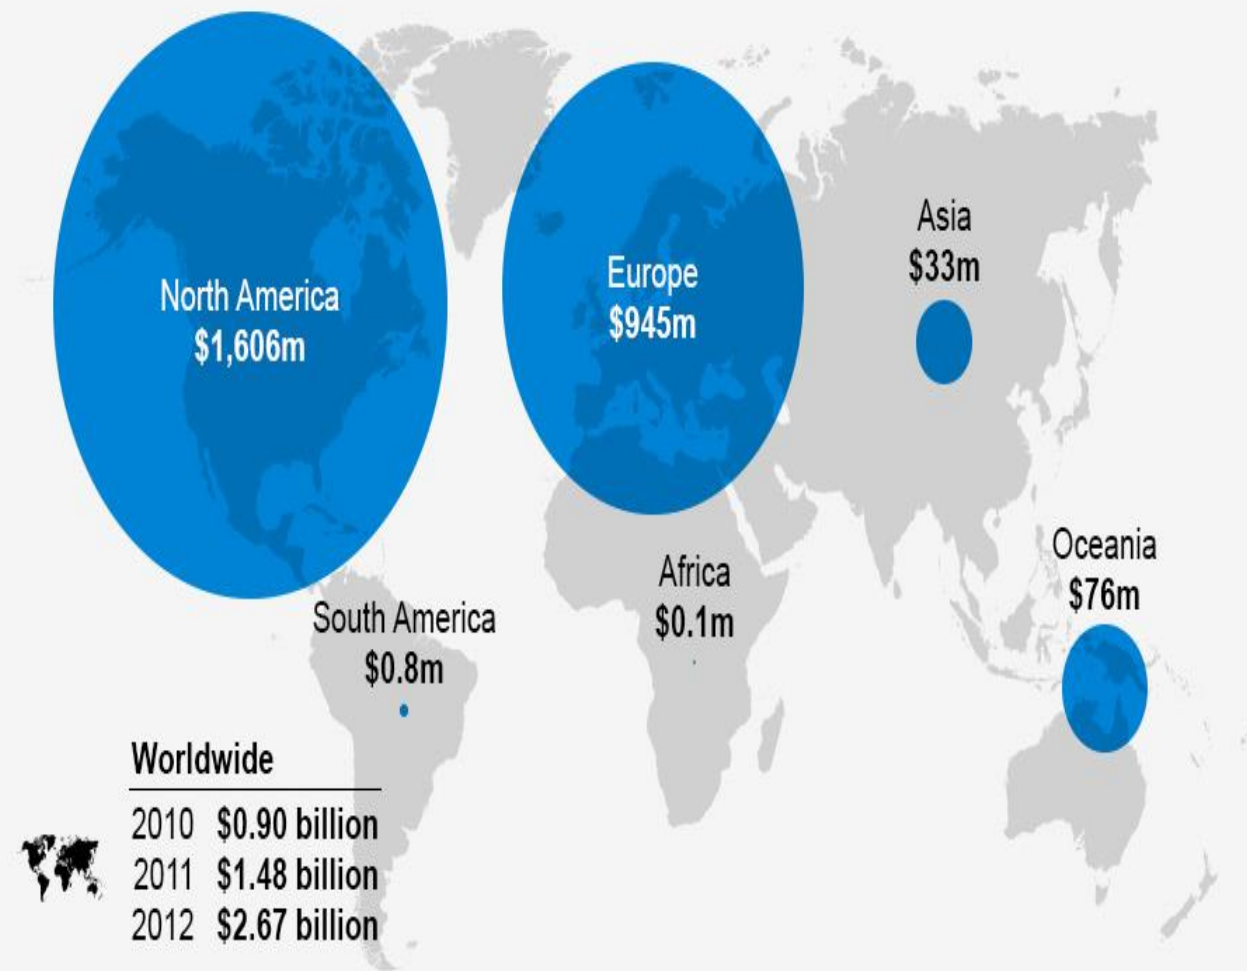 North America
$1,606m
Europe
$945m
Asia
$33m
Oceania
$76m
Africa
$0.1m
South America
$0.8m
Worldwide
2010 $0.90 billion
2011 $1.48 billion
2012 $2.67 billion